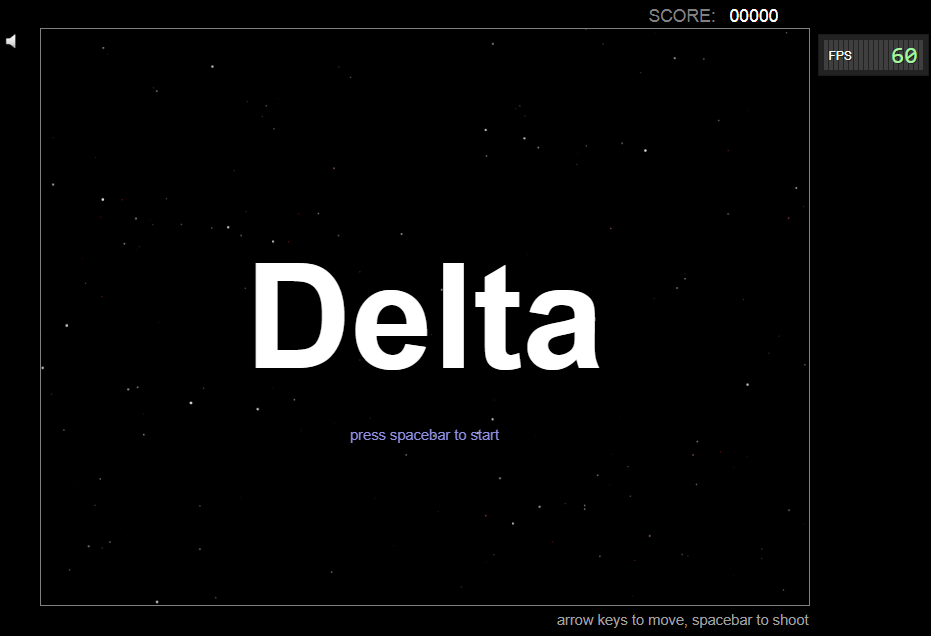 SCORE: 00000
FPS 60
Delta
press spacebar to start
arrow keys to move, spacebar to shoot